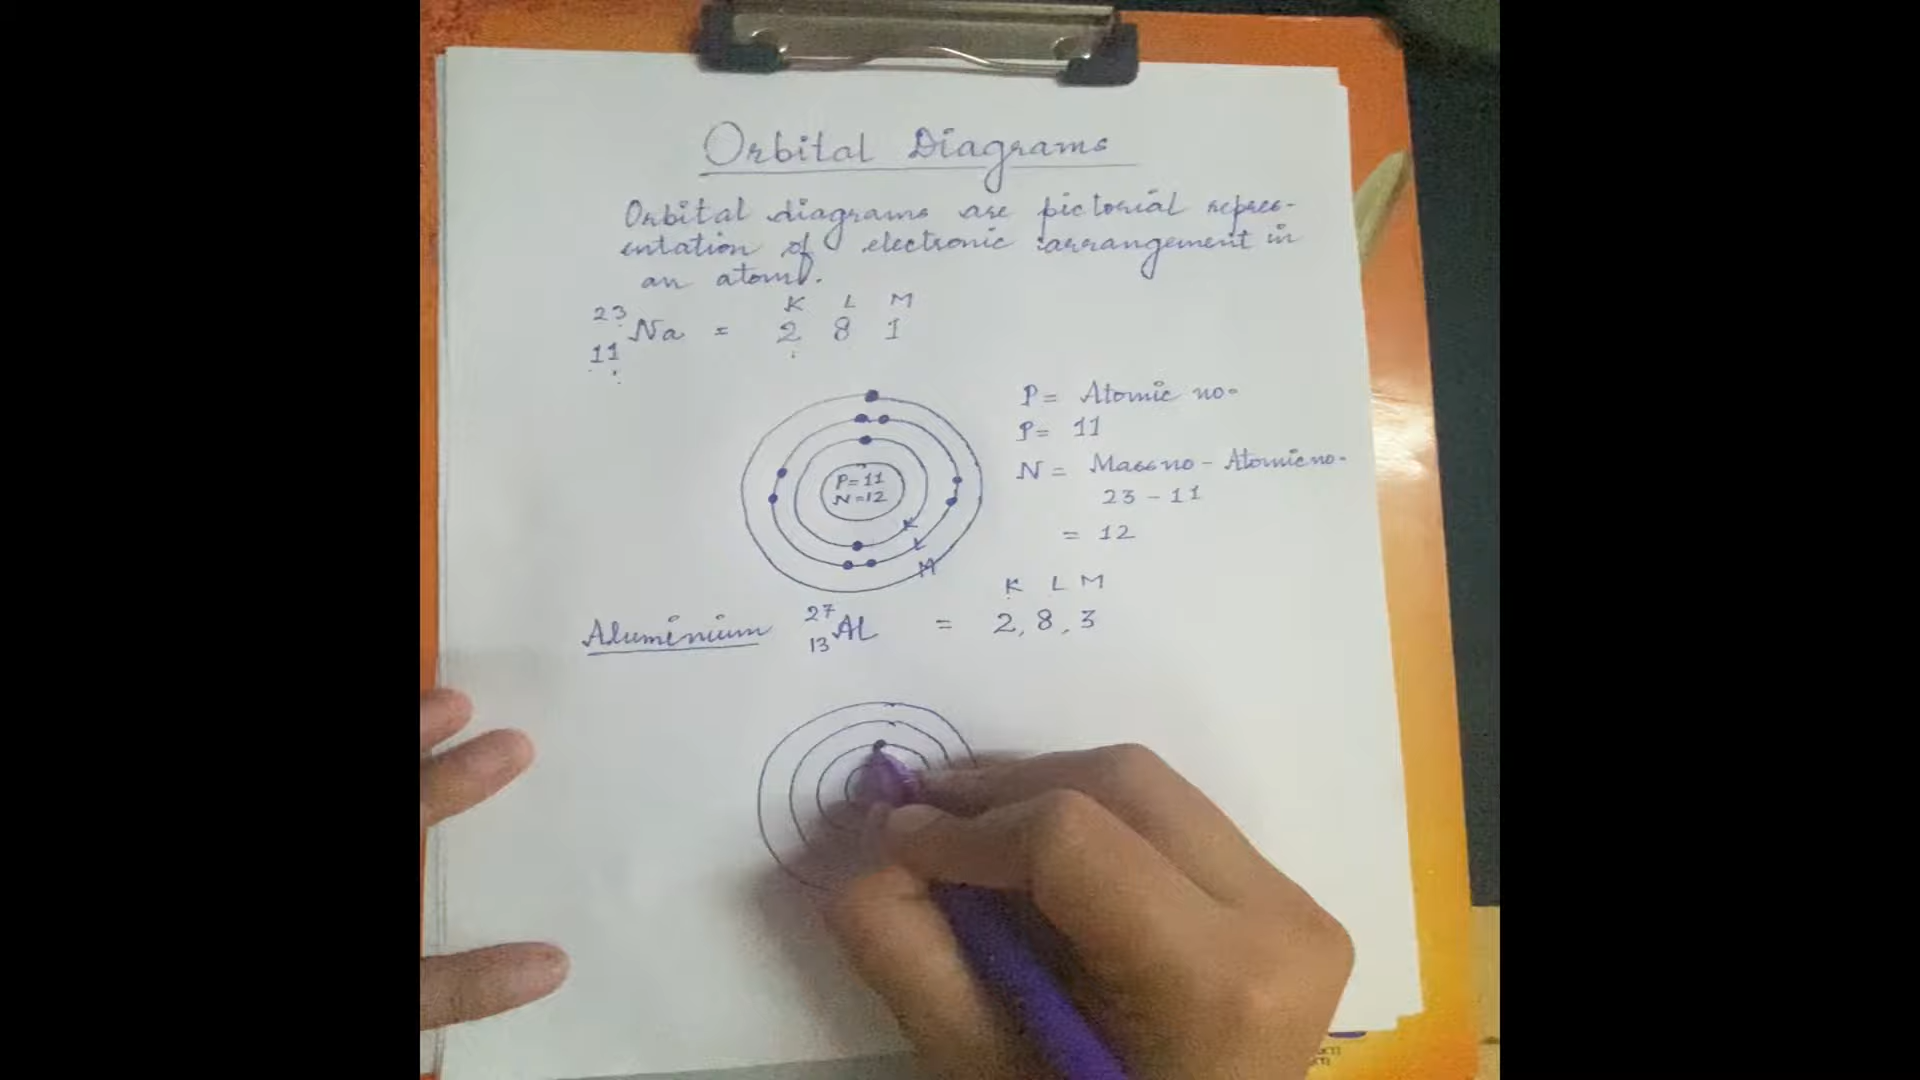 Orbital Diagrams
Orbital diagrams are pictorial repres-
entation of electronic arrangement in
an atom.
K L M
23
Na = 2 8 1
11
P = Atomic no.
P = 11
N = Mass no - Atomic no.
23 - 11
= 12
P=11
N=12
K
L
M
K L M
Aluminium 27 13 Al = 2, 8, 3